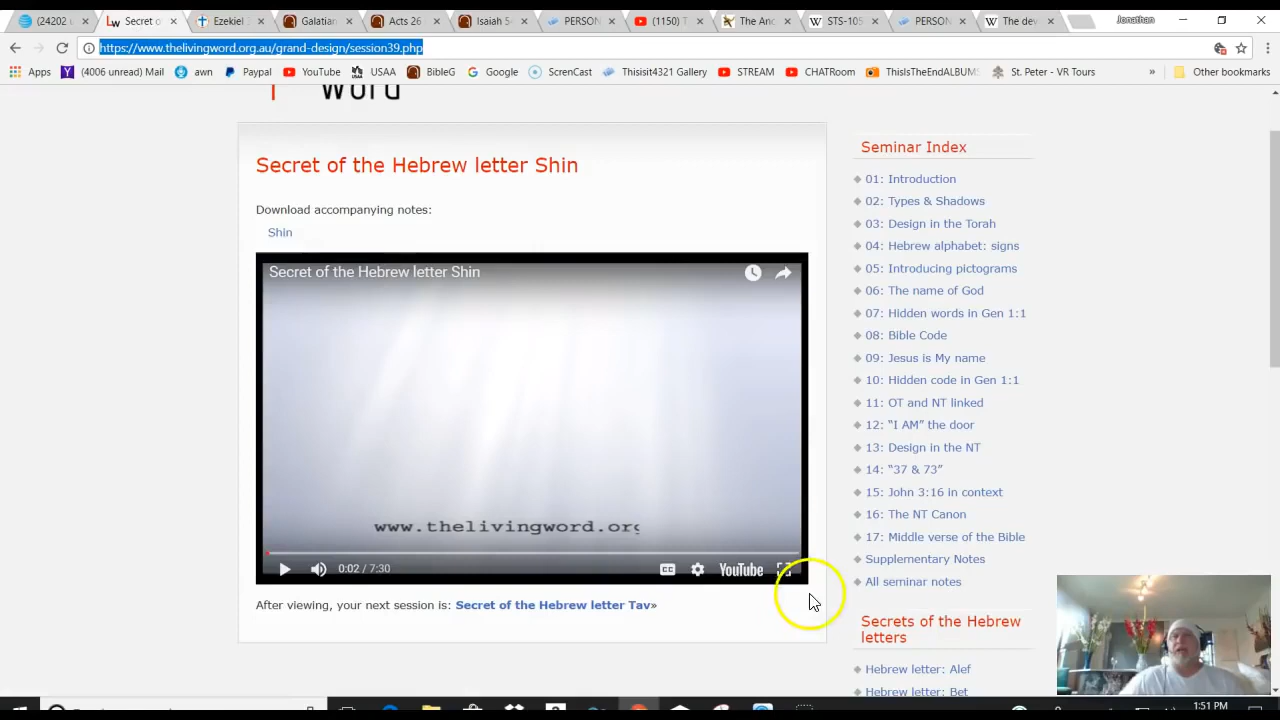 Jonathan
(24202 u
Secret of
Ezekiel 3
Galatian
Acts 26
Isaiah 5
PERSON
(1150) T
The Anc
STS-105
PERSON
The dev
https://www.thelivingword.org.au/grand-design/session39.php
Apps
(4006 unread) Mail
awn
Paypal
YouTube
USAA
BibleG
Google
ScrenCast
Thisisit4321 Gallery
STREAM
CHATRoom
ThisIsTheEndALBUMS
St. Peter - VR Tours
»
Other bookmarks
word
Secret of the Hebrew letter Shin
Download accompanying notes:
Shin
Secret of the Hebrew letter Shin
www.thelivingword.org
0:02 / 7:30
CC
YouTube
After viewing, your next session is: Secret of the Hebrew letter Tav»
Seminar Index
01: Introduction
02: Types & Shadows
03: Design in the Torah
04: Hebrew alphabet: signs
05: Introducing pictograms
06: The name of God
07: Hidden words in Gen 1:1
08: Bible Code
09: Jesus is My name
10: Hidden code in Gen 1:1
11: OT and NT linked
12: “I AM” the door
13: Design in the NT
14: “37 & 73”
15: John 3:16 in context
16: The NT Canon
17: Middle verse of the Bible
Supplementary Notes
All seminar notes
Secrets of the Hebrew
letters
Hebrew letter: Alef
Hebrew letter: Bet
1:51 PM